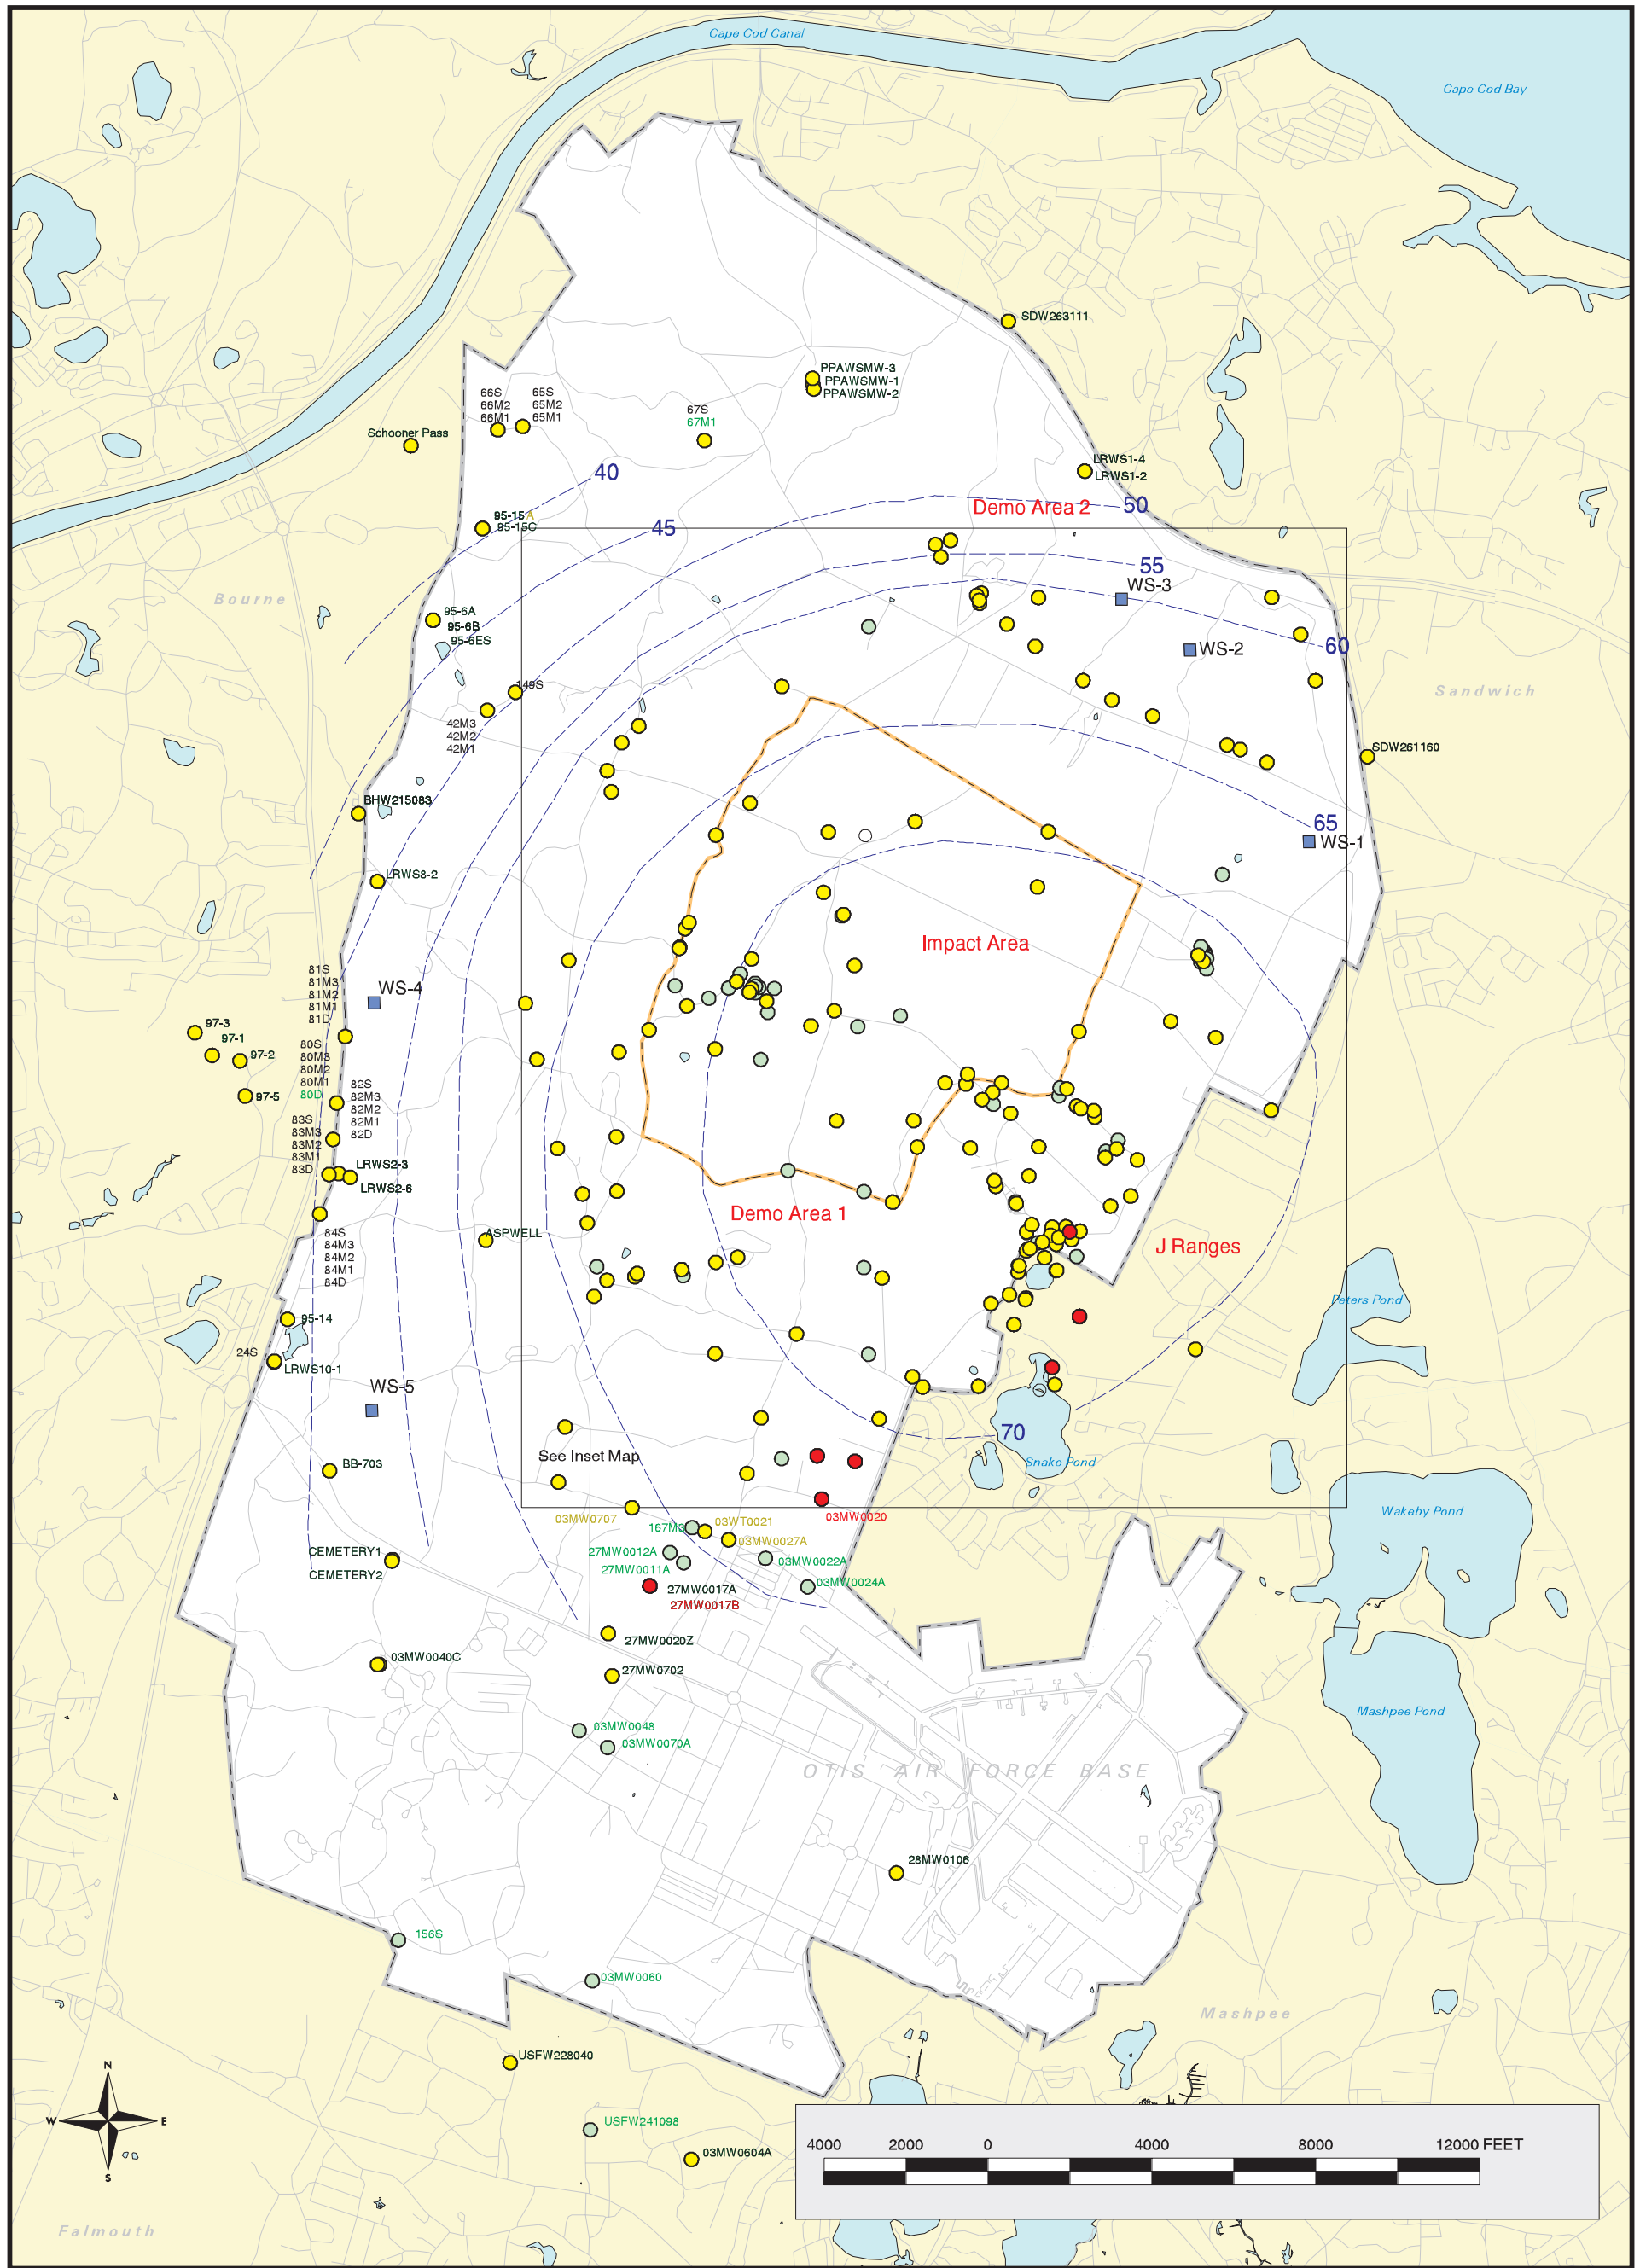 Cape Cod Canal
Cape Cod Bay
SDW263111
PPAWSMW-3
PPAWSMW-1
PPAWSMW-2
66S
66M2
66M1
65S
65M2
65M1
67S
67M1
Schooner Pass
LRWS1-4
LRWS1-2
40
45
50
Demo Area 2
95-15A
95-15C
55
WS-3
Bourne
95-6A
95-6B
95-6ES
60
WS-2
149S
Sandwich
42M3
42M2
42M1
SDW261160
BHW215083
65
WS-1
LRWS8-2
Impact Area
81S
81M3
81M2
81M1
81D
WS-4
97-3
97-1
97-2
97-5
80S
80M3
80M2
80M1
80D
82S
82M3
82M2
82M1
82D
83S
83M3
83M2
83M1
83D
LRWS2-3
LRWS2-6
Demo Area 1
84S
84M3
84M2
84M1
84D
ASPWELL
J Ranges
Peters Pond
95-14
24S
LRWS10-1
WS-5
70
See Inset Map
Snake Pond
BB-703
Wakeby Pond
03MW0707
03WT0021
03MW0020
167M3
03MW0027A
27MW0012A
27MW0011A
03MW0022A
03MW0024A
CEMETERY1
CEMETERY2
27MW0017A
27MW0017B
27MW0020Z
03MW0040C
27MW0702
Mashpee Pond
03MW0048
03MW0070A
OTIS AIR FORCE BASE
28MW0106
156S
03MW0060
Mashpee
USFW228040
N
W
E
S
USFW241098
03MW0604A
4000 2000 0 4000 8000 12000 FEET
Falmouth